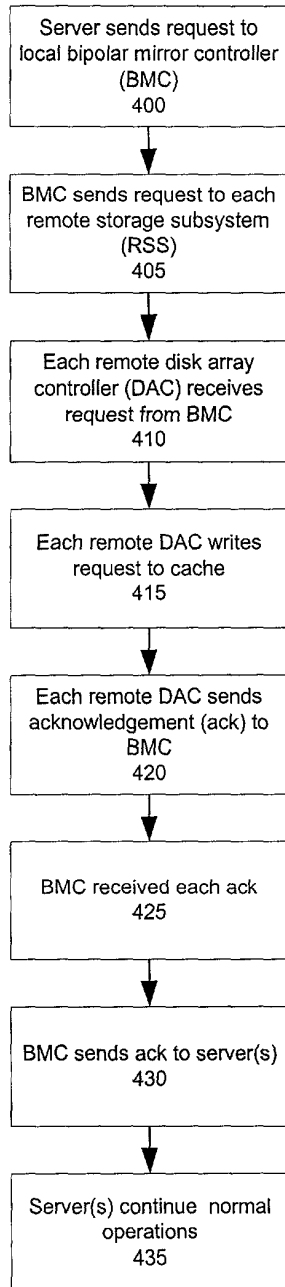 Server sends request to
local bipolar mirror controller
(BMC)
400
BMC sends request to each
remote storage subsystem
(RSS)
405
Each remote disk array
controller (DAC) receives
request from BMC
410
Each remote DAC writes
request to cache
415
Each remote DAC sends
acknowledgement (ack) to
BMC
420
BMC received each ack
425
BMC sends ack to server(s)
430
Server(s) continue normal
operations
435